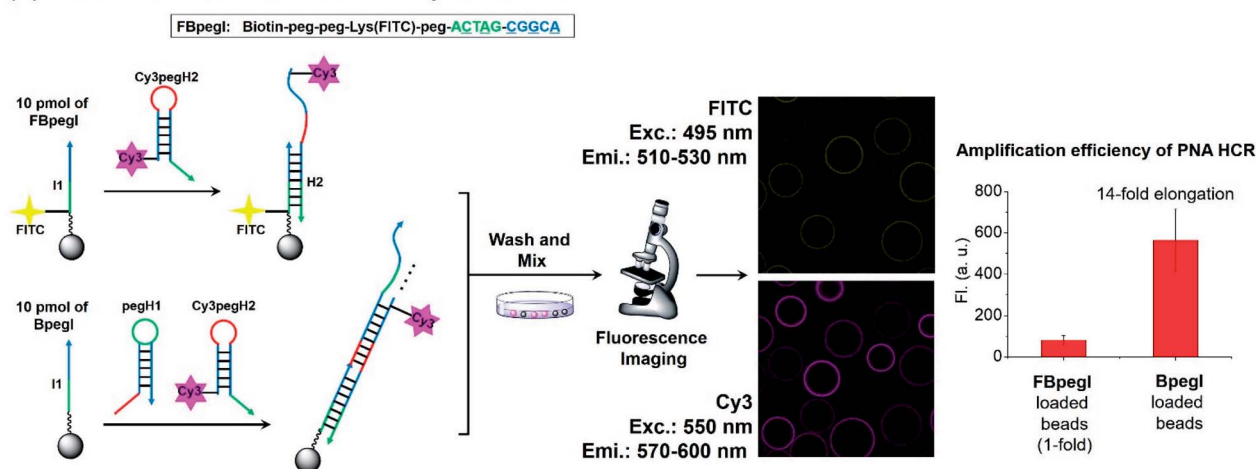 FBpegI: Biotin-peg-peg-Lys(FITC)-peg-ACTAG-CGGCA
Cy3pegH2
10 pmol of
FBpegI
Cy3
I1
FITC
Cy3
H2
10 pmol of
BpegI
pegH1
Cy3pegH2
I1
Cy3
Cy3
Wash and
Mix
Fluorescence
Imaging
FITC
Exc.: 495 nm
Emi.: 510-530 nm
Cy3
Exc.: 550 nm
Emi.: 570-600 nm
Amplification efficiency of PNA HCR
14-fold elongation
Fl. (a. u.)
800
600
400
200
0
FBpegI
loaded
beads
(1-fold)
BpegI
loaded
beads